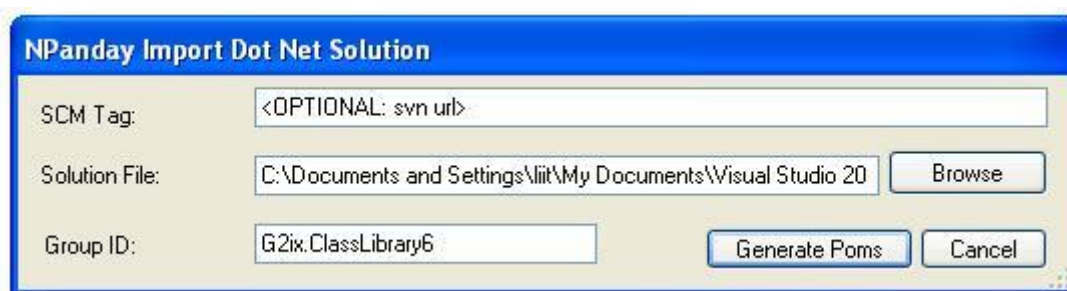 NPanday Import Dot Net Solution
SCM Tag: <OPTIONAL: svn url>
Solution File: C:\Documents and Settings\liit\My Documents\Visual Studio 20 Browse
Group ID: G2ix.ClassLibrary6 Generate Poms Cancel